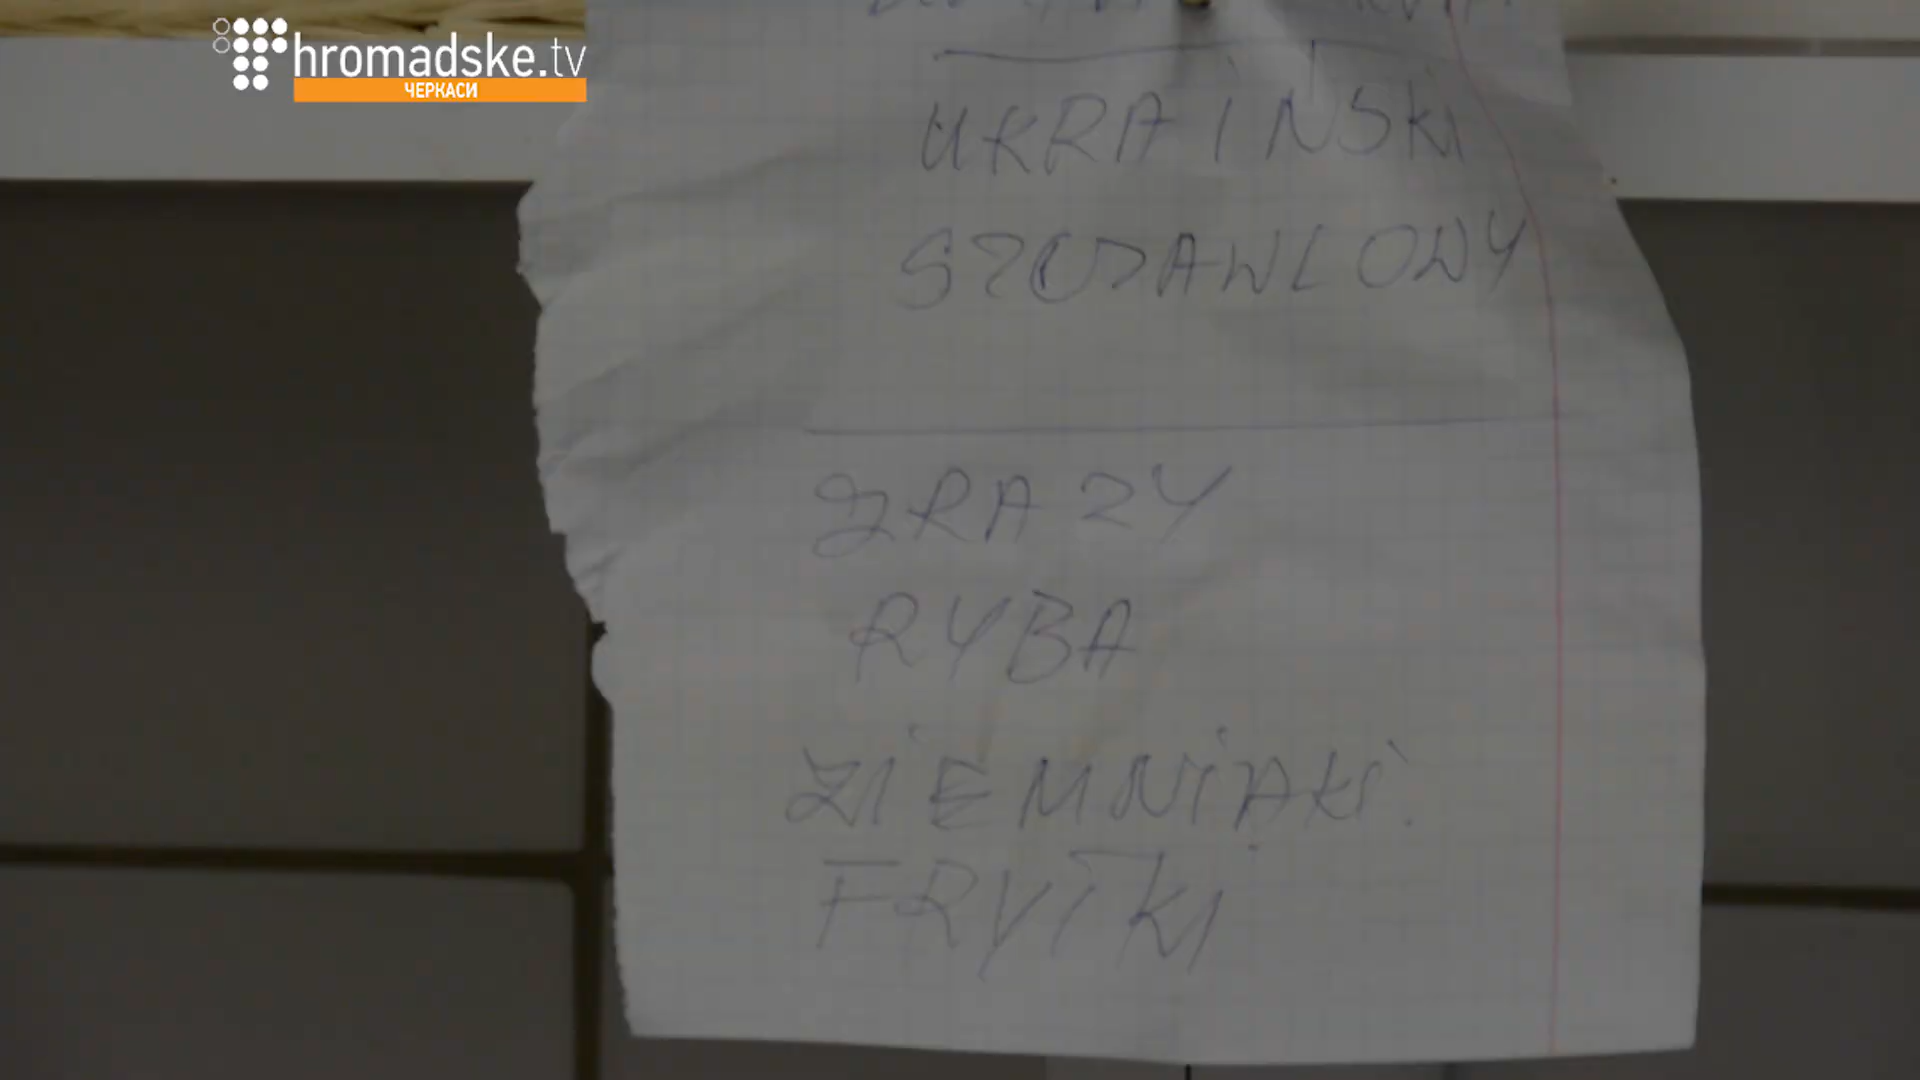 hromadske.tv
ЧЕРКАСИ
UKRAiNSKI
ZRAZY
RYBA
ZiEMNiAKi.
FRYTKI